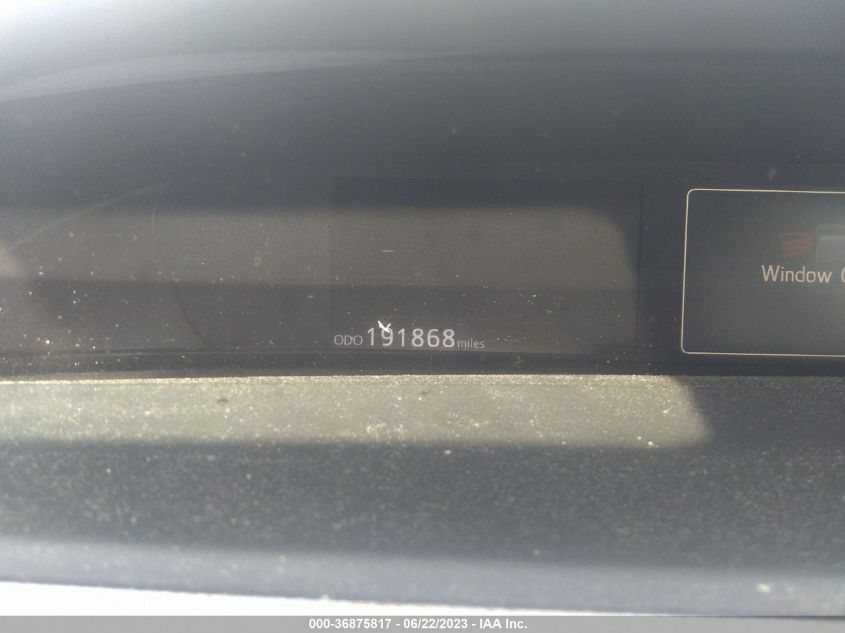 Window
ODO 191868 miles
000-36875817 - 06/22/2023 - IAA Inc.